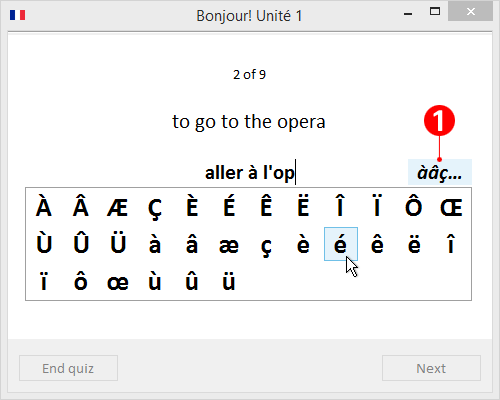 Bonjour! Unité 1
2 of 9
to go to the opera
1
aller à l'op
àâç...
À Â Æ Ç È É Ê Ë Î Ï Ô Œ
Ù Û Ü à â æ ç è é ê ë î
ï ô œ ù û ü
End quiz
Next